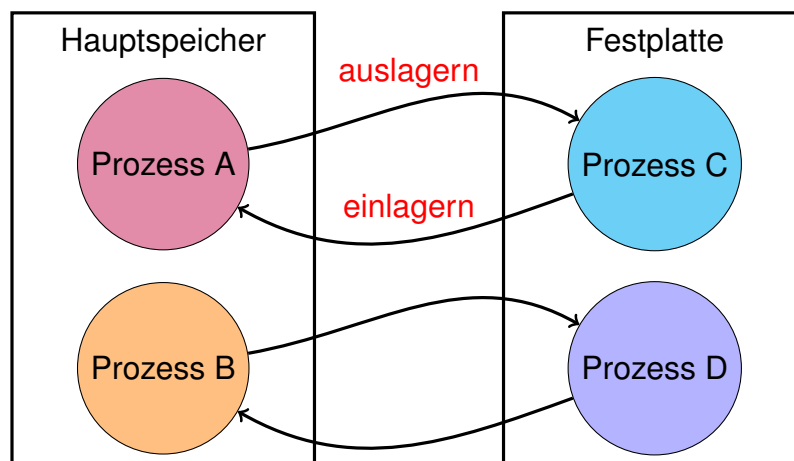 Hauptspeicher
Festplatte
auslagern
Prozess A
Prozess C
einlagern
Prozess B
Prozess D